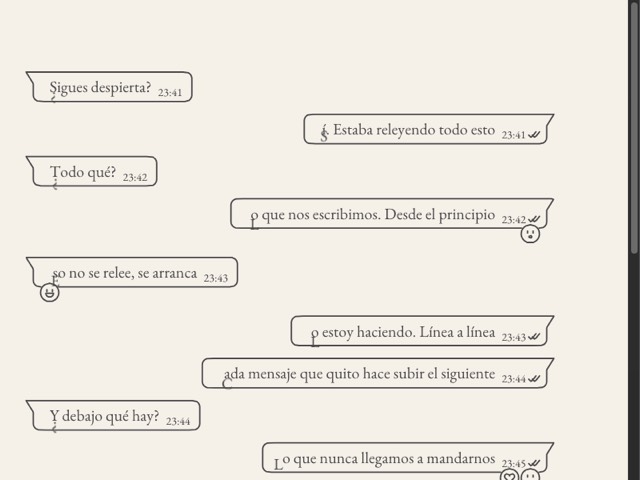 ¿Sigues despierta? 23:41
Sí. Estaba releyendo todo esto 23:41
¿Todo qué? 23:42
Lo que nos escribimos. Desde el principio 23:42
Eso no se relee, se arranca 23:43
Lo estoy haciendo. Línea a línea 23:43
Cada mensaje que quito hace subir el siguiente 23:44
¿Y debajo qué hay? 23:44
Lo que nunca llegamos a mandarnos 23:45